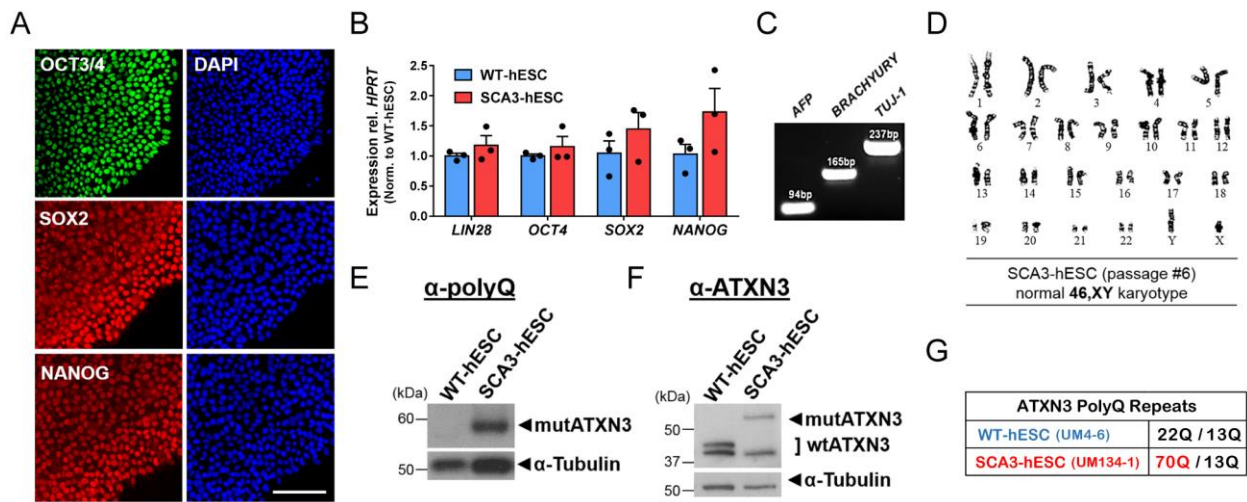 A
OCT3/4
DAPI
SOX2
NANOG
B
Expression rel. HPRT
(Norm. to WT-hESC)
2.5
2.0
1.5
1.0
0.5
0.0
WT-hESC
SCA3-hESC
LIN28
OCT4
SOX2
NANOG
C
AFP
BRACHYURY
TUJ-1
94bp
165bp
237bp
D
1
2
3
4
5
6
7
8
9
10
11
12
13
14
15
16
17
18
19
20
21
22
Y
X
SCA3-hESC (passage #6)
normal 46,XY karyotype
E
α-polyQ
WT-hESC
SCA3-hESC
(kDa)
60
mutATXN3
50
α-Tubulin
F
α-ATXN3
WT-hESC
SCA3-hESC
(kDa)
mutATXN3
50
] wtATXN3
37
α-Tubulin
50
G
ATXN3 PolyQ Repeats
WT-hESC (UM4-6) 22Q / 13Q
SCA3-hESC (UM134-1) 70Q / 13Q